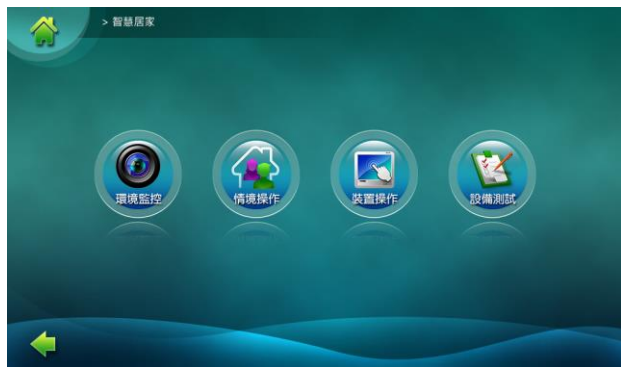 > 智慧居家
環境監控
情境操作
裝置操作
設備測試